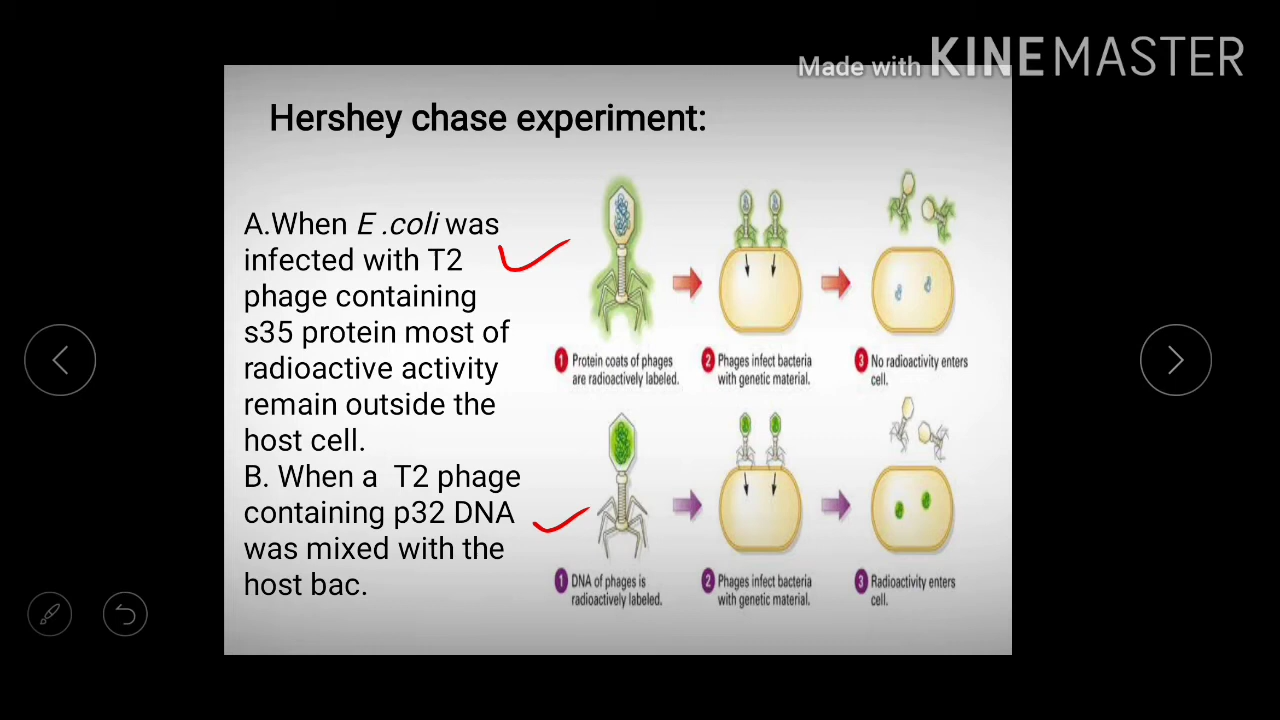 Made with KINEMASTER
Hershey chase experiment:
A.When E .coli was
infected with T2
phage containing
s35 protein most of
radioactive activity
remain outside the
host cell.
B. When a  T2 phage
containing p32 DNA
was mixed with the
host bac.
1 Protein coats of phages
are radioactively labeled.
2 Phages infect bacteria
with genetic material.
3 No radioactivity enters
cell.
1 DNA of phages is
radioactively labeled.
2 Phages infect bacteria
with genetic material.
3 Radioactivity enters
cell.